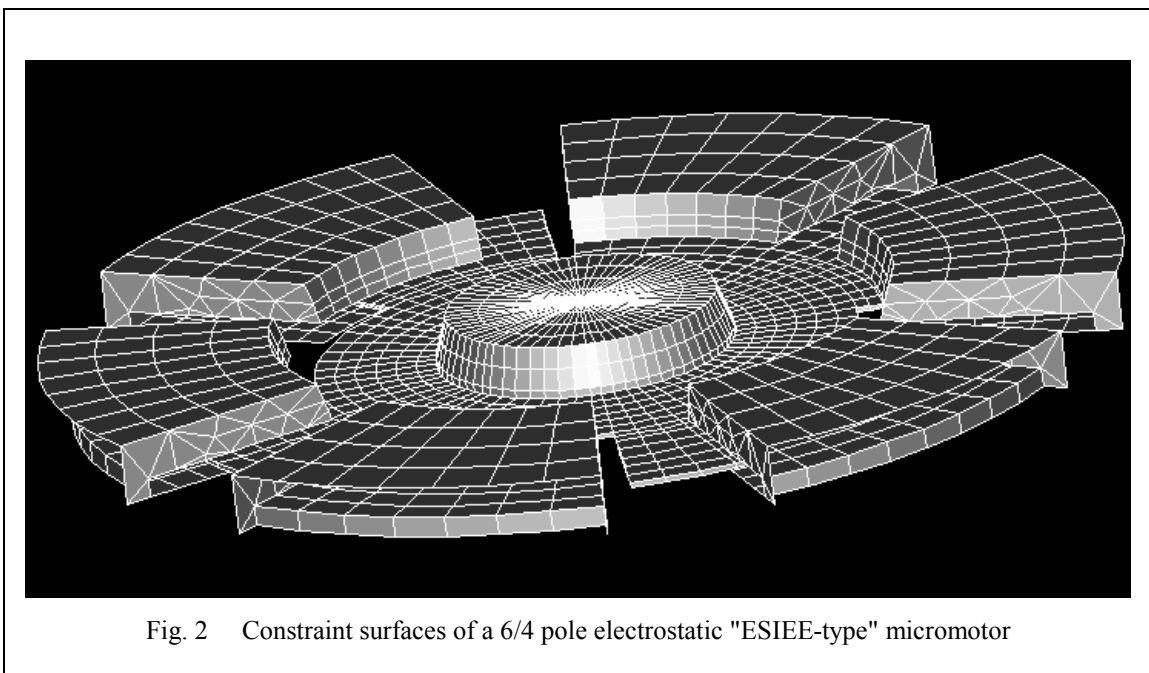 Fig. 2 Constraint surfaces of a 6/4 pole electrostatic "ESIEE-type" micromotor